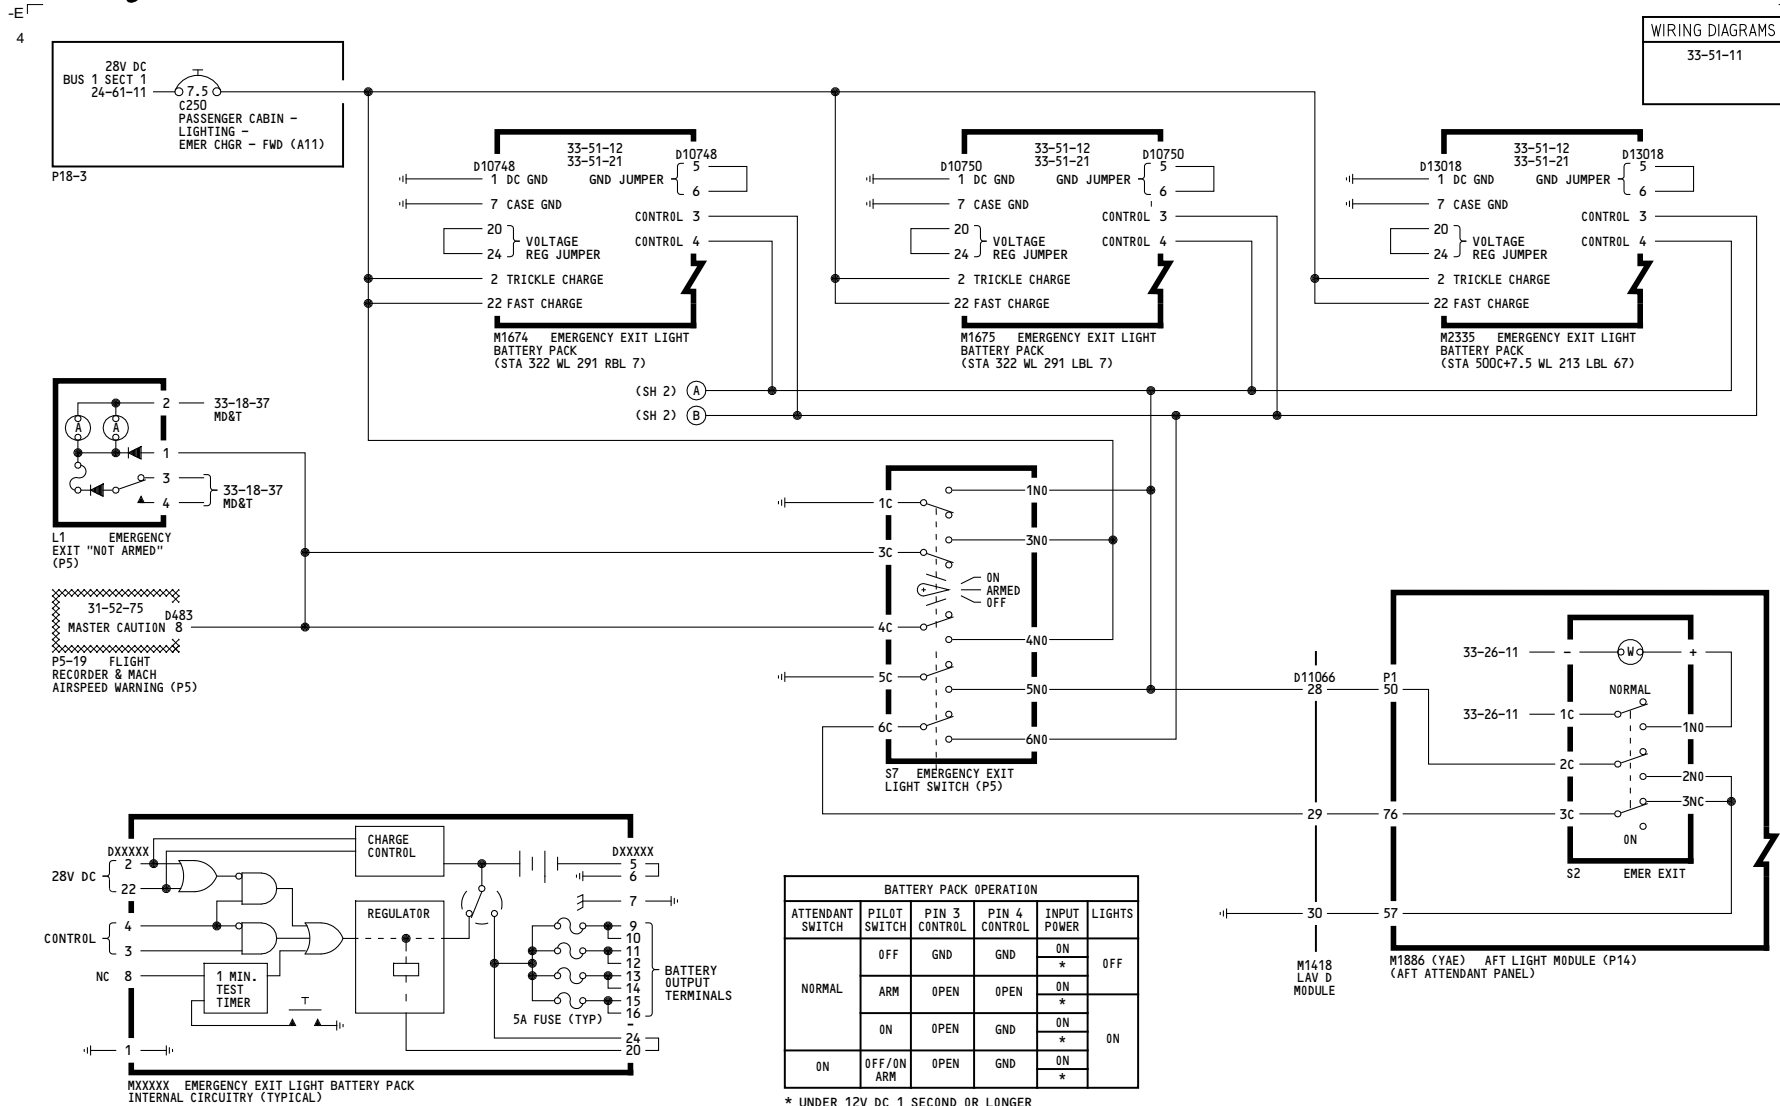 -E
4
WIRING DIAGRAMS
33-51-11
28V DC
BUS 1 SECT 1
24-61-11
7.5
C250
PASSENGER CABIN -
LIGHTING -
EMER CHGR - FWD (A11)
P18-3
33-51-12
33-51-21
D10748
D10748
1 DC GND
GND JUMPER
5
6
7 CASE GND
CONTROL 3
20
24
VOLTAGE
REG JUMPER
CONTROL 4
2 TRICKLE CHARGE
22 FAST CHARGE
M1674 EMERGENCY EXIT LIGHT
BATTERY PACK
(STA 322 WL 291 RBL 7)
33-51-12
33-51-21
D10750
D10750
1 DC GND
GND JUMPER
5
6
7 CASE GND
CONTROL 3
20
24
VOLTAGE
REG JUMPER
CONTROL 4
2 TRICKLE CHARGE
22 FAST CHARGE
M1675 EMERGENCY EXIT LIGHT
BATTERY PACK
(STA 322 WL 291 LBL 7)
33-51-12
33-51-21
D13018
D13018
1 DC GND
GND JUMPER
5
6
7 CASE GND
CONTROL 3
20
24
VOLTAGE
REG JUMPER
CONTROL 4
2 TRICKLE CHARGE
22 FAST CHARGE
M2335 EMERGENCY EXIT LIGHT
BATTERY PACK
(STA 500C+7.5 WL 213 LBL 67)
(SH 2) A
(SH 2) B
A
A
2
33-18-37
MD&T
1
3
4
33-18-37
MD&T
L1 EMERGENCY
EXIT "NOT ARMED"
(P5)
31-52-75
D483
MASTER CAUTION 8
P5-19 FLIGHT
RECORDER & MACH
AIRSPEED WARNING (P5)
1C
1NO
3C
3NO
ON
ARMED
OFF
4C
4NO
5C
5NO
6C
6NO
S7 EMERGENCY EXIT
LIGHT SWITCH (P5)
D11066
28
29
30
M1418
LAV D
MODULE
P1
50
76
57
33-26-11
-
W
+
NORMAL
33-26-11
1C
1NO
2C
2NO
3NC
3C
ON
S2 EMER EXIT
M1886 (YAE) AFT LIGHT MODULE (P14)
(AFT ATTENDANT PANEL)
DXXXXX
DXXXXX
28V DC
2
22
CONTROL
4
3
NC 8
1
CHARGE
CONTROL
REGULATOR
1 MIN.
TEST
TIMER
5
6
7
9
10
11
12
13
14
15
16
-
24
20
BATTERY
OUTPUT
TERMINALS
5A FUSE (TYP)
MXXXXX EMERGENCY EXIT LIGHT BATTERY PACK
INTERNAL CIRCUITRY (TYPICAL)
BATTERY PACK OPERATION
ATTENDANT SWITCH PILOT SWITCH PIN 3 CONTROL PIN 4 CONTROL INPUT POWER LIGHTS
NORMAL OFF GND GND ON * OFF
ARM OPEN OPEN ON
*
ON OPEN GND ON * ON
ON OFF/ON ARM OPEN GND ON *
* UNDER 12V DC 1 SECOND OR LONGER